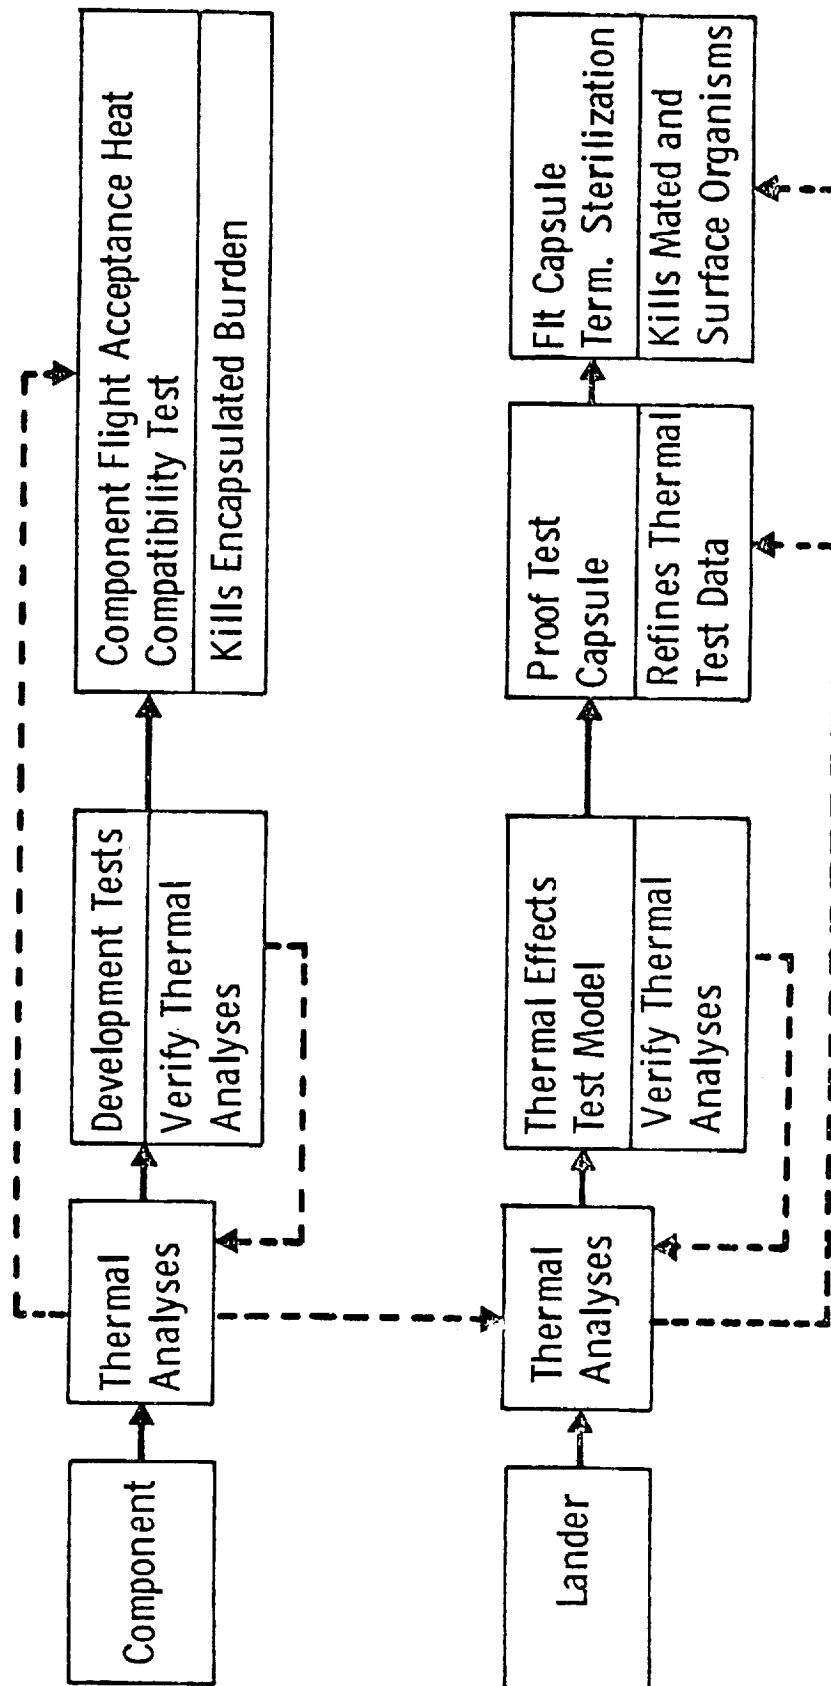 Component
Thermal
Analyses
Development Tests
Verify Thermal
Analyses
Component Flight Acceptance Heat
Compatibility Test
Kills Encapsulated Burden
Lander
Thermal
Analyses
Thermal Effects
Test Model
Verify Thermal
Analyses
Proof Test
Capsule
Refines Thermal
Test Data
Flt Capsule
Term. Sterilization
Kills Mated and
Surface Organisms